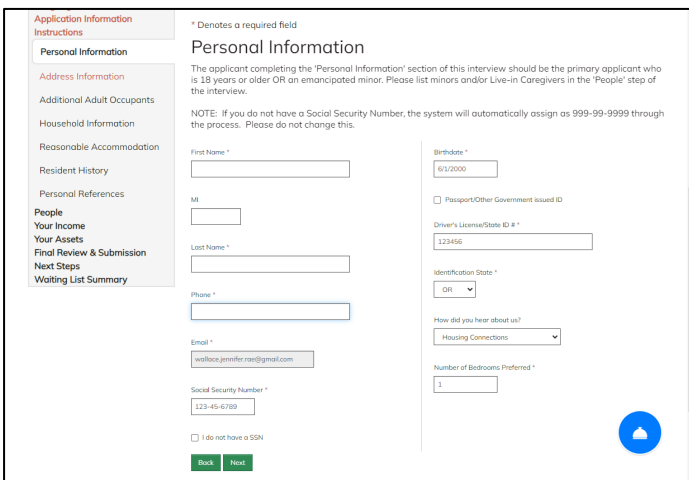 Application Information
Instructions
Personal Information
Address Information
Additional Adult Occupants
Household Information
Reasonable Accommodation
Resident History
Personal References
People
Your Income
Your Assets
Final Review & Submission
Next Steps
Waiting List Summary
* Denotes a required field
Personal Information
The applicant completing the 'Personal Information' section of this interview should be the primary applicant who
is 18 years or older OR an emancipated minor. Please list minors and/or Live-in Caregivers in the 'People' step of
the interview.
NOTE: If you do not have a Social Security Number, the system will automatically assign as 999-99-9999 through
the process. Please do not change this.
First Name *
MI
Last Name *
Phone *
Email *
wallace.jennifer.rae@gmail.com
Social Security Number *
123-45-6789
I do not have a SSN
Back Next
Birthdate *
6/1/2000
Passport/Other Government issued ID
Driver's License/State ID # *
123456
Identification State *
OR
How did you hear about us?
Housing Connections
Number of Bedrooms Preferred *
1